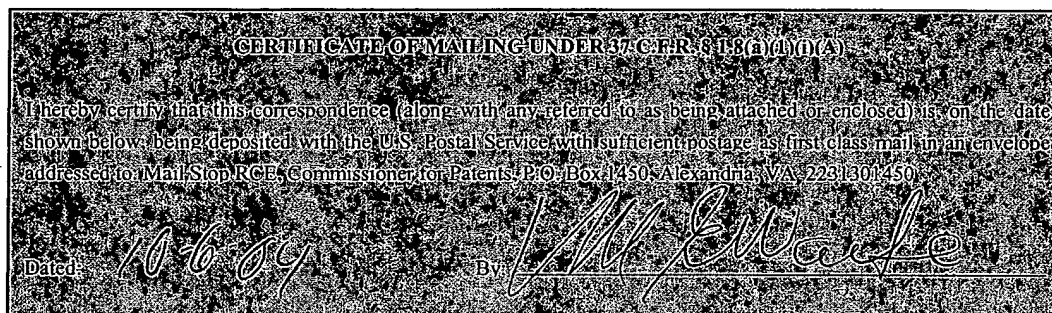 CERTIFICATE OF MAILING UNDER 37 C.F.R. § 1.8(a)(1)(i)(A)
I hereby certify that this correspondence (along with any referred to as being attached or enclosed) is, on the date
shown below, being deposited with the U.S. Postal Service with sufficient postage as first class mail in an envelope
addressed to: Mail Stop RCE, Commissioner for Patents, P.O. Box 1450, Alexandria, VA 223131450
Dated: 10-6-04 By: